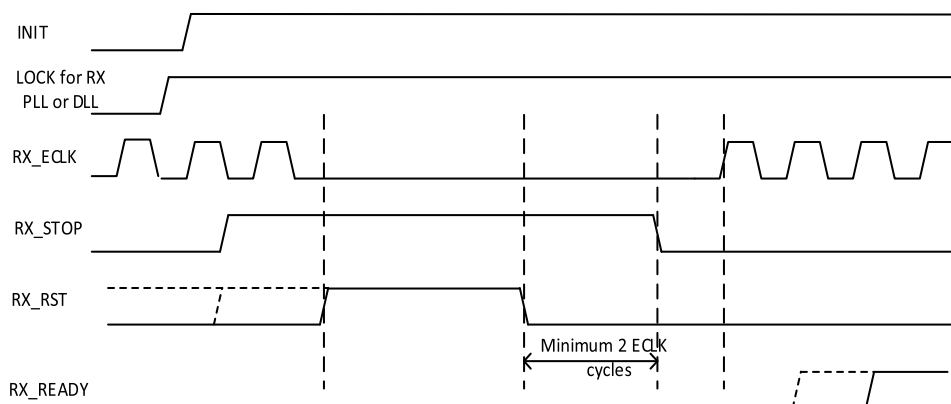 INIT
LOCK for RX
PLL or DLL
RX_ECLK
RX_STOP
RX_RST
Minimum 2 ECLK
cycles
RX_READY